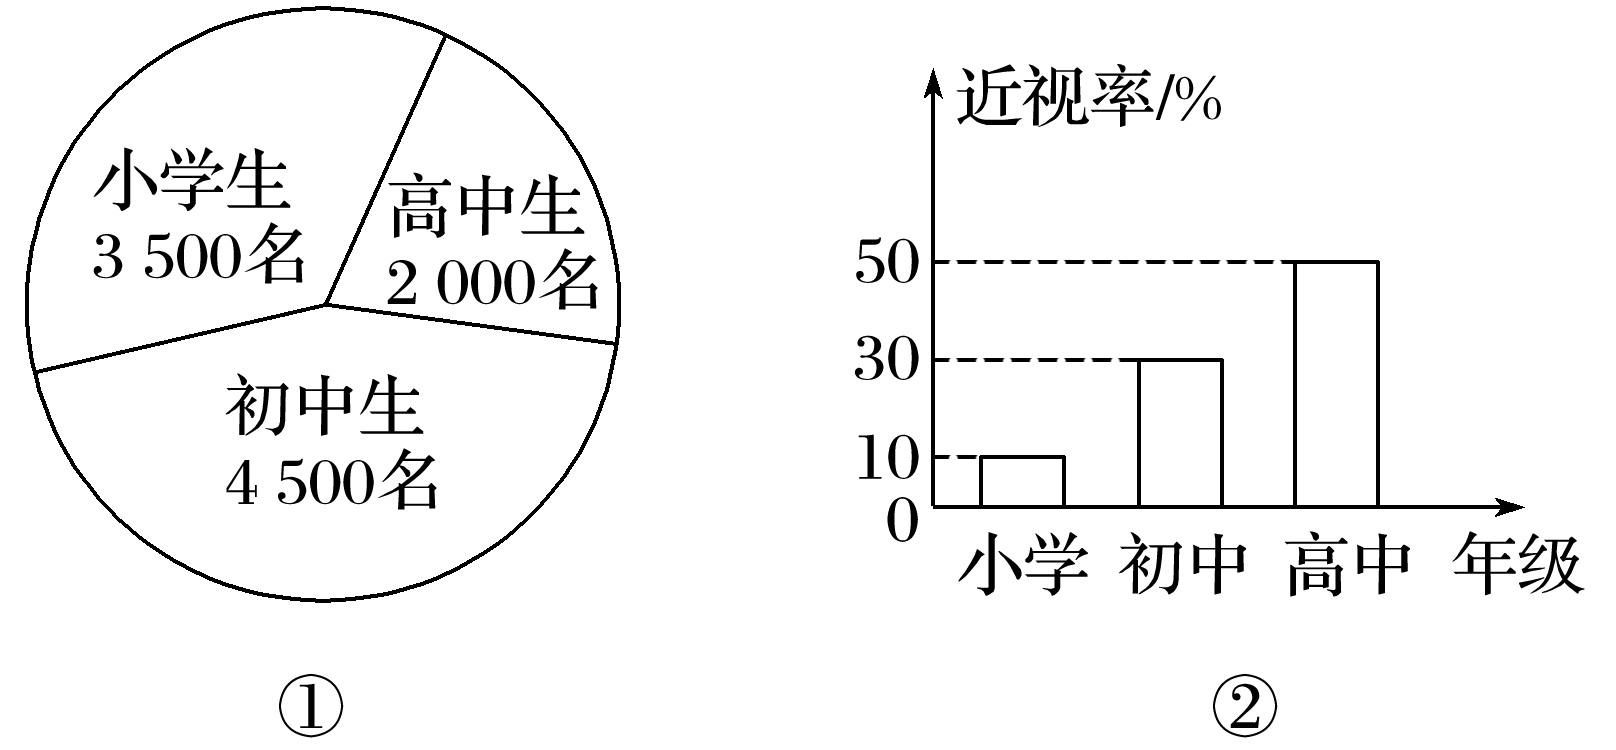 小学生
3 500名
高中生
2 000名
初中生
4 500名
①
近视率/%
50
30
10
0
小学 初中 高中 年级
②